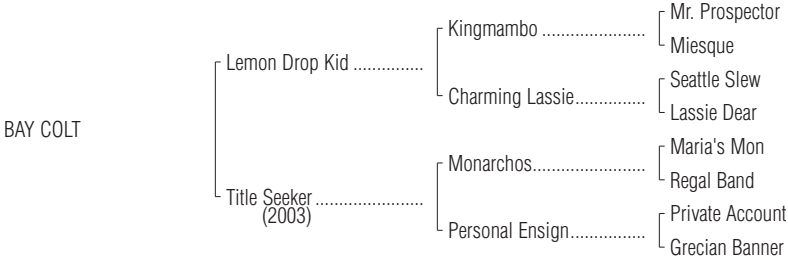 Mr. Prospector
Kingmambo ......................
Miesque
Lemon Drop Kid ...............
Seattle Slew
Charming Lassie...............
Lassie Dear
BAY COLT
Maria's Mon
Monarchos........................
Regal Band
Title Seeker .......................
(2003)
Private Account
Personal Ensign................
Grecian Banner